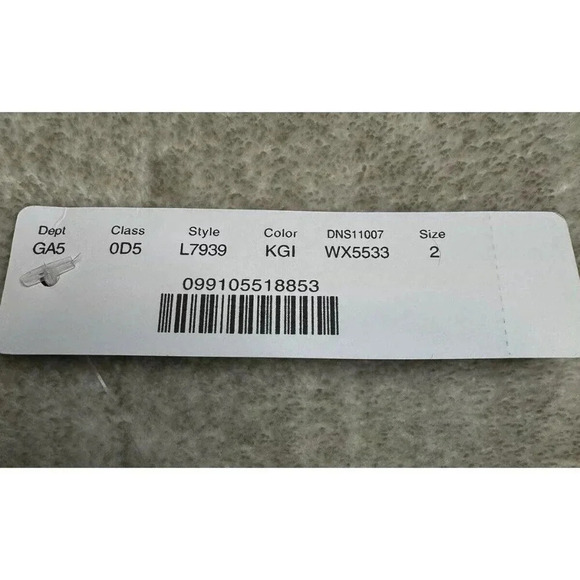 Dept Class Style Color DNS11007 Size
GA5 0D5 L7939 KGI WX5533 2
099105518853